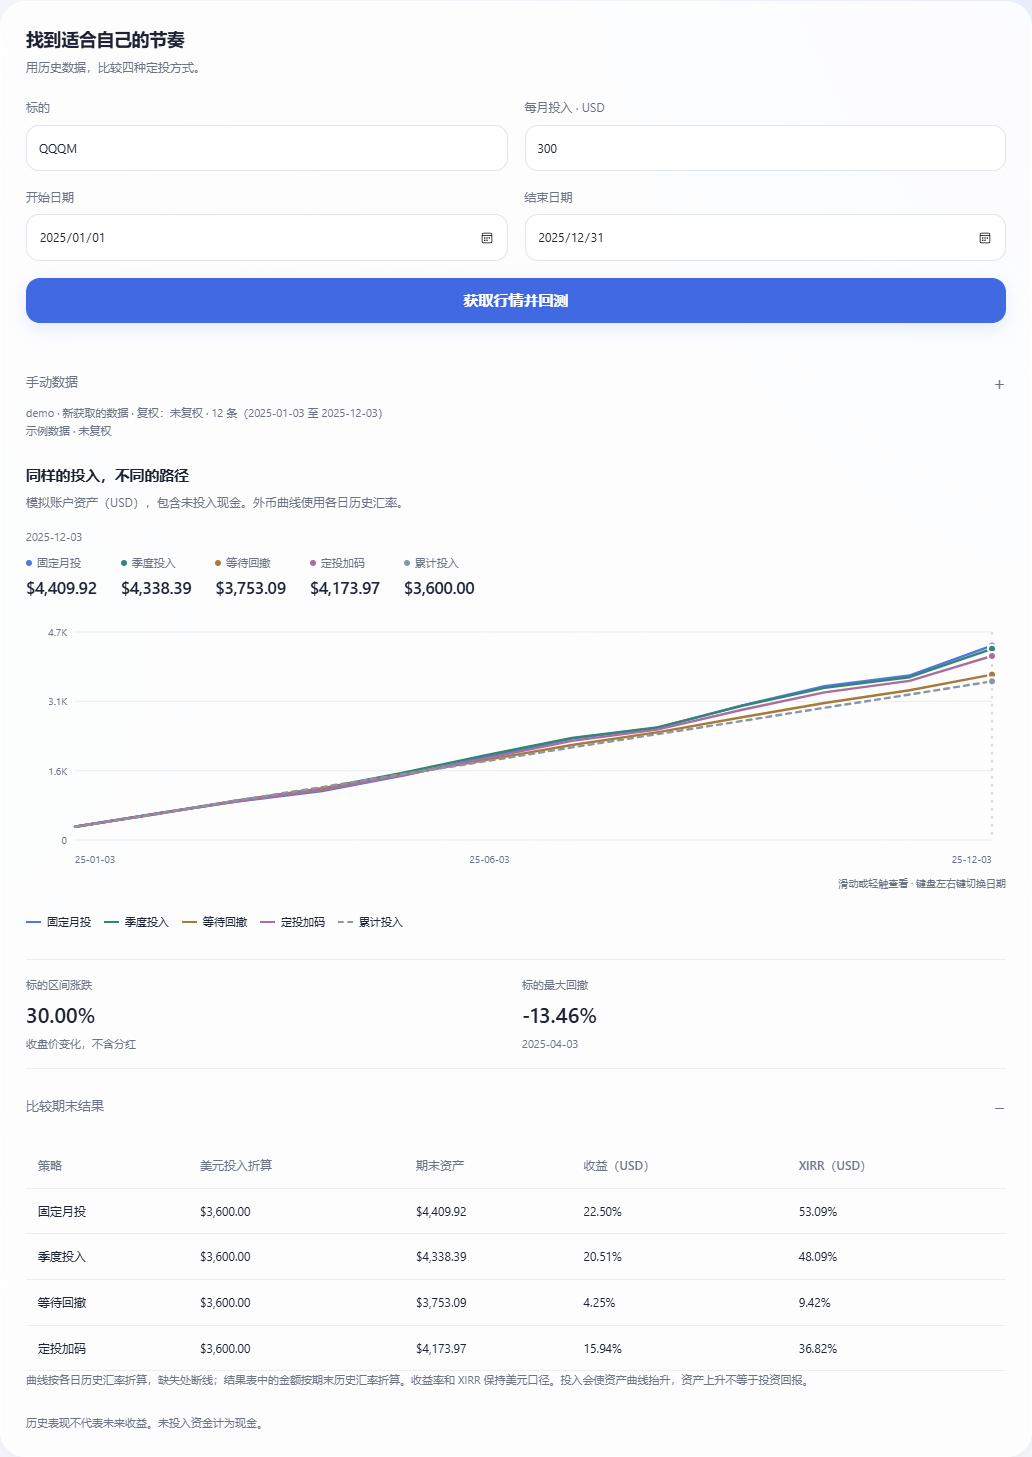 找到适合自己的节奏
用历史数据，比较四种定投方式。
标的
每月投入 · USD
QQQM
300
开始日期
结束日期
2025/01/01
2025/12/31
获取行情并回测
手动数据
+
demo · 新获取的数据 · 复权：未复权 · 12 条（2025-01-03 至 2025-12-03）
示例数据 · 未复权
同样的投入，不同的路径
模拟账户资产（USD），包含未投入现金。外币曲线使用各日历史汇率。
2025-12-03
固定月投 季度投入 等待回撤 定投加码 累计投入
$4,409.92 $4,338.39 $3,753.09 $4,173.97 $3,600.00
4.7K
3.1K
1.6K
0
25-01-03 25-06-03 25-12-03
滑动或轻触查看 · 键盘左右键切换日期
固定月投 季度投入 等待回撤 定投加码 累计投入
标的区间涨跌
30.00%
收盘价变化，不含分红
标的最大回撤
-13.46%
2025-04-03
比较期末结果
−
策略 美元投入折算 期末资产 收益（USD） XIRR（USD）
固定月投 $3,600.00 $4,409.92 22.50% 53.09%
季度投入 $3,600.00 $4,338.39 20.51% 48.09%
等待回撤 $3,600.00 $3,753.09 4.25% 9.42%
定投加码 $3,600.00 $4,173.97 15.94% 36.82%
曲线按各日历史汇率折算，缺失处断线；结果表中的金额按期末历史汇率折算。收益率和 XIRR 保持美元口径。投入会使资产曲线抬升，资产上升不等于投资回报。
历史表现不代表未来收益。未投入资金计为现金。